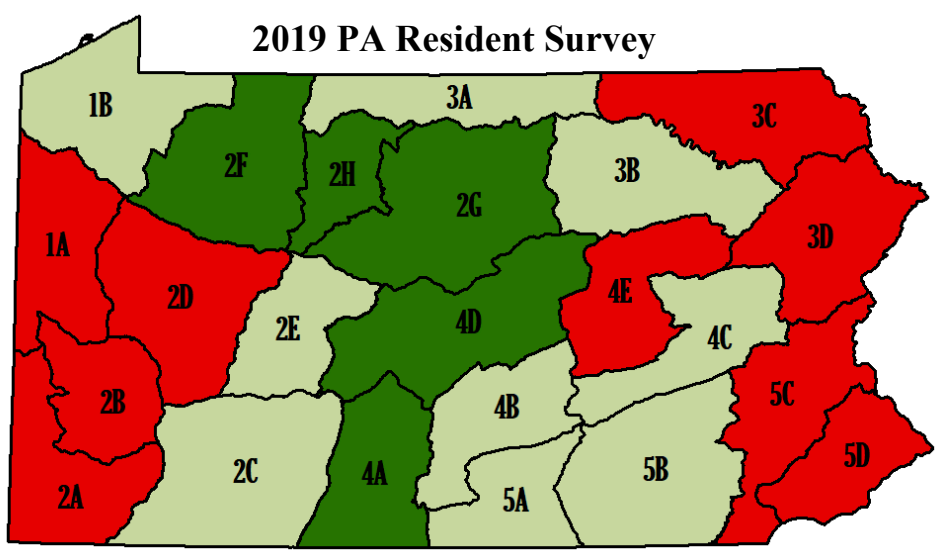 2019 PA Resident Survey
1B
3A
3C
2F
2H
3B
2G
1A
3D
2D
4E
2E
4D
4C
2B
4B
5C
2C
4A
5B
5D
2A
5A